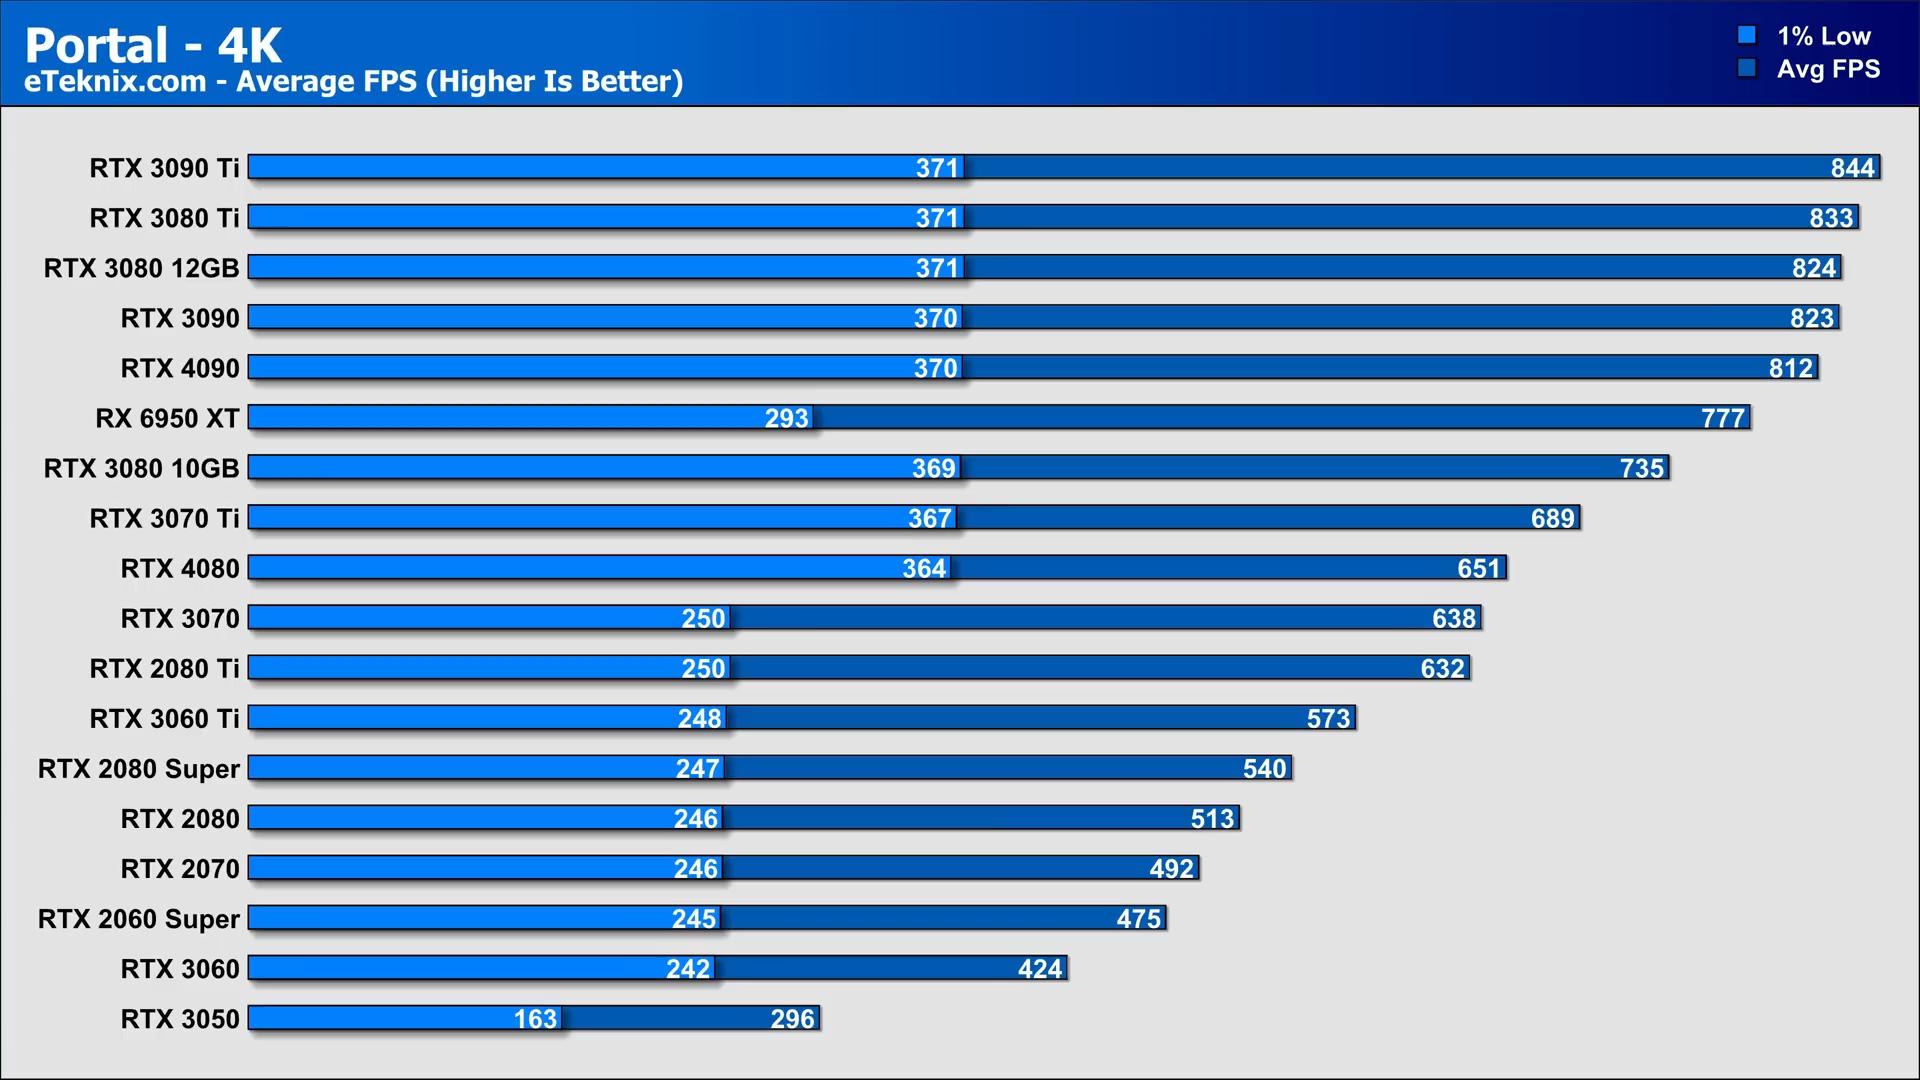 Portal - 4K
eTeknix.com - Average FPS (Higher Is Better)
1% Low
Avg FPS
RTX 3090 Ti 371 844
RTX 3080 Ti 371 833
RTX 3080 12GB 371 824
RTX 3090 370 823
RTX 4090 370 812
RX 6950 XT 293 777
RTX 3080 10GB 369 735
RTX 3070 Ti 367 689
RTX 4080 364 651
RTX 3070 250 638
RTX 2080 Ti 250 632
RTX 3060 Ti 248 573
RTX 2080 Super 247 540
RTX 2080 246 513
RTX 2070 246 492
RTX 2060 Super 245 475
RTX 3060 242 424
RTX 3050 163 296